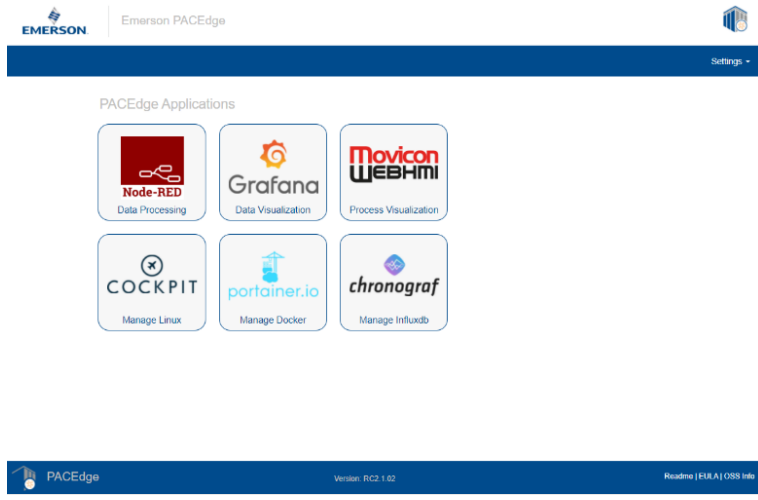 EMERSON
Emerson PACEdge
Settings
PACEdge Applications
Node-RED
Data Processing
Grafana
Data Visualization
Movicon
WEBHMI
Process Visualization
COCKPIT
Manage Linux
portainer.io
Manage Docker
chronograf
Manage Influxdb
PACEdge
Version: RC2.1.02
Readme | EULA | OSS Info